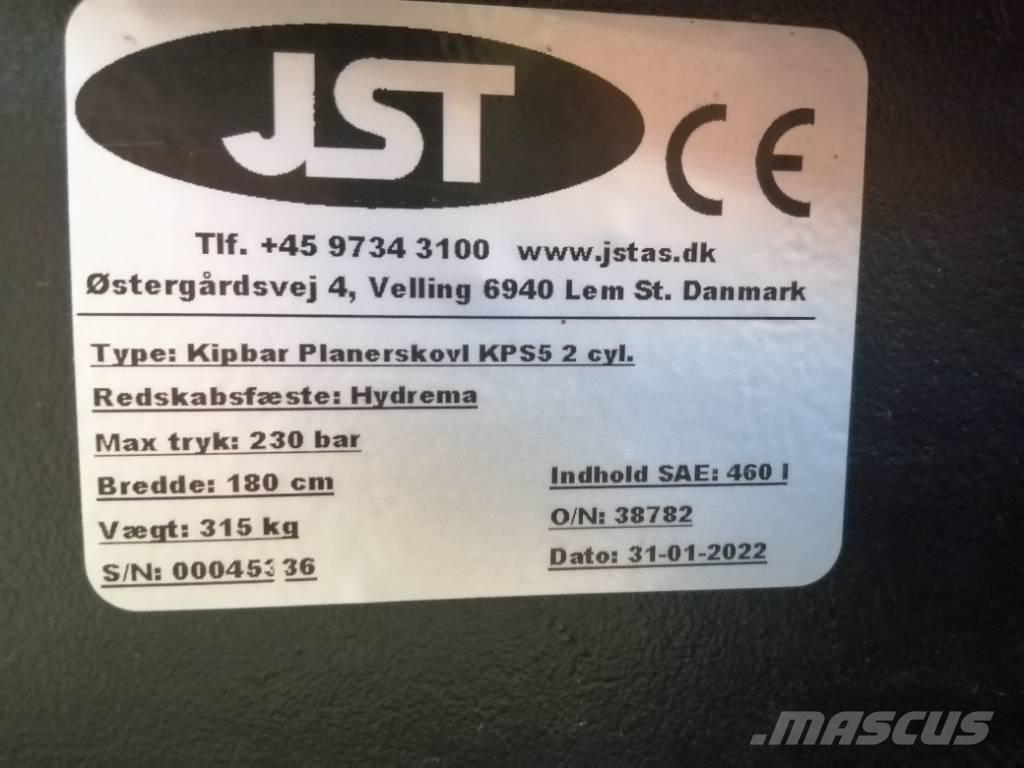 JST CE
Tlf. +45 9734 3100 www.jstas.dk
Østergårdsvej 4, Velling 6940 Lem St. Danmark
Type: Kipbar Planerskovl KPS5 2 cyl.
Redskabsfæste: Hydrema
Max tryk: 230 bar
Bredde: 180 cm
Indhold SAE: 460 l
Vægt: 315 kg
O/N: 38782
S/N:
Dato: 31-01-2022
.MASCUS